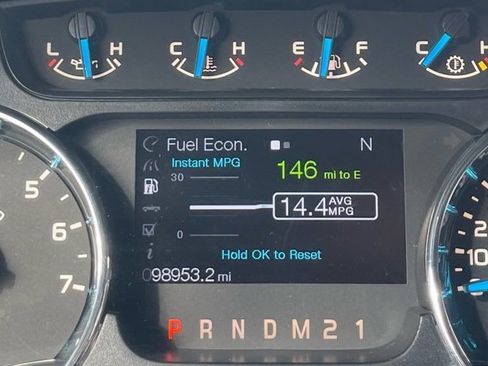 L H C H E F C H
Fuel Econ. N
Instant MPG
30
146 mi to E
14.4 AVG MPG
0
Hold OK to Reset
098953.2 mi
P R N D M 2 1
6
7
20
10